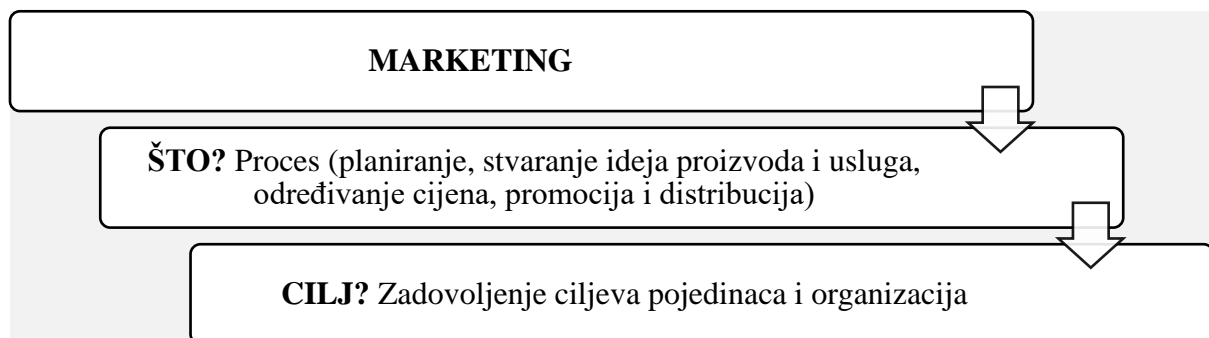 MARKETING
ŠTO? Proces (planiranje, stvaranje ideja proizvoda i usluga,
određivanje cijena, promocija i distribucija)
CILJ? Zadovoljenje ciljeva pojedinaca i organizacija